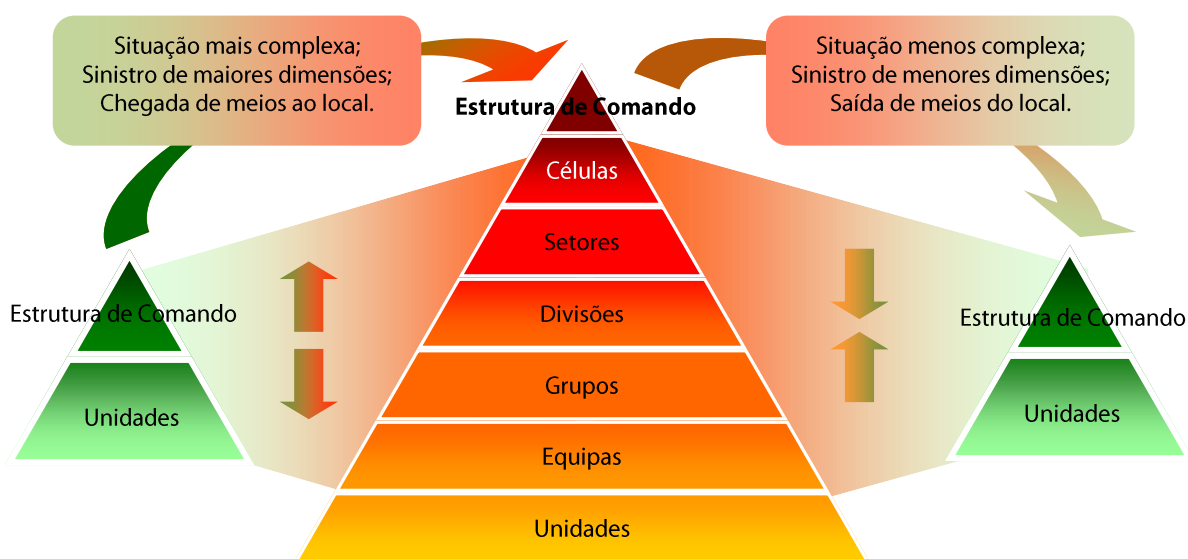 Situação mais complexa;
Sinistro de maiores dimensões;
Chegada de meios ao local.
Situação menos complexa;
Sinistro de menores dimensões;
Saída de meios do local.
Estrutura de Comando
Células
Setores
Divisões
Grupos
Equipas
Unidades
Estrutura de Comando
Unidades
Estrutura de Comando
Unidades